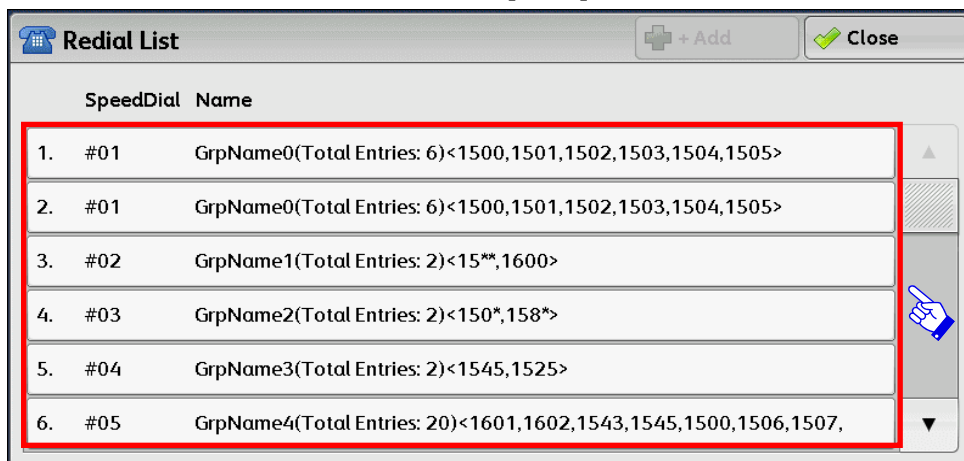 Redial List + Add Close
SpeedDial Name
1. #01 GrpName0(Total Entries: 6)<1500,1501,1502,1503,1504,1505>
2. #01 GrpName0(Total Entries: 6)<1500,1501,1502,1503,1504,1505>
3. #02 GrpName1(Total Entries: 2)<15**,1600>
4. #03 GrpName2(Total Entries: 2)<150*,158*>
5. #04 GrpName3(Total Entries: 2)<1545,1525>
6. #05 GrpName4(Total Entries: 20)<1601,1602,1543,1545,1500,1506,1507,